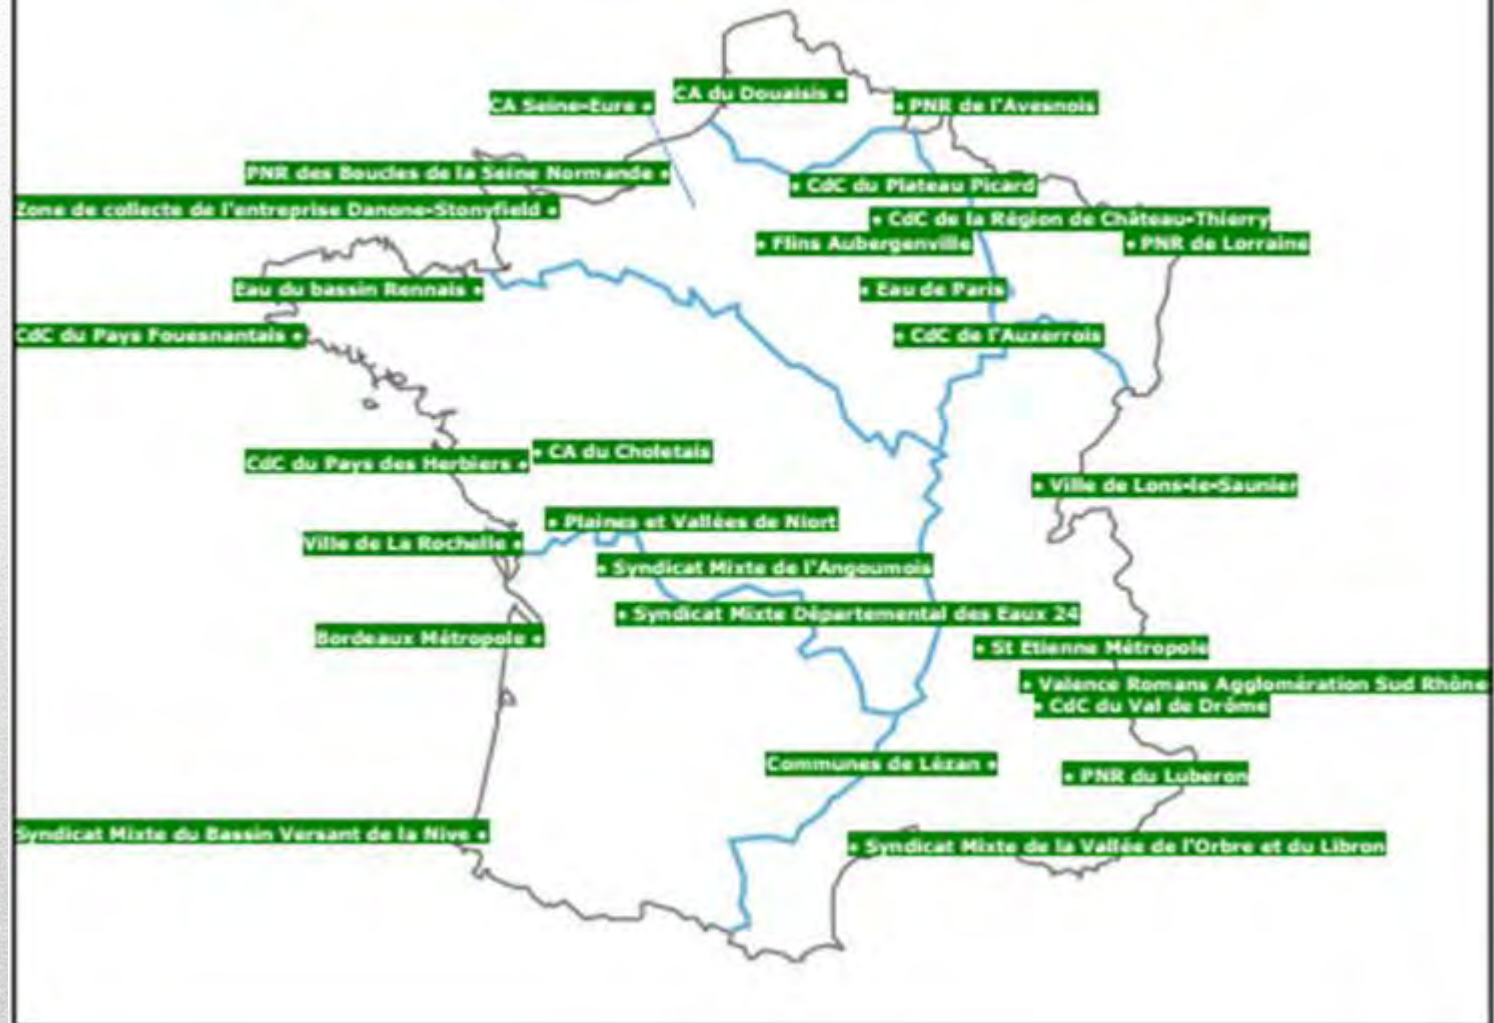 CA du Douaisis •
CA Seine-Eure •
• PNR de l'Avesnois
PNR des Boucles de la Seine Normande •
• CdC du Plateau Picard
Zone de collecte de l'entreprise Danone-Stonyfield •
• CdC de la Région de Château-Thierry
• Flins Aubergenville
• PNR de Lorraine
Eau du bassin Rennais •
• Eau de Paris
CdC du Pays Fouesnantais •
• CdC de l'Auxerrois
• CA du Choletais
CdC du Pays des Herbiers •
• Ville de Lons-le-Saunier
• Plaines et Vallées de Niort
Ville de La Rochelle •
• Syndicat Mixte de l'Angoumois
• Syndicat Mixte Départemental des Eaux 24
Bordeaux Métropole •
• St Etienne Métropole
• Valence Romans Agglomération Sud Rhône
• CdC du Val de Drôme
Communes de Lézan •
• PNR du Luberon
Syndicat Mixte du Bassin Versant de la Nive •
• Syndicat Mixte de la Vallée de l'Orbre et du Libron